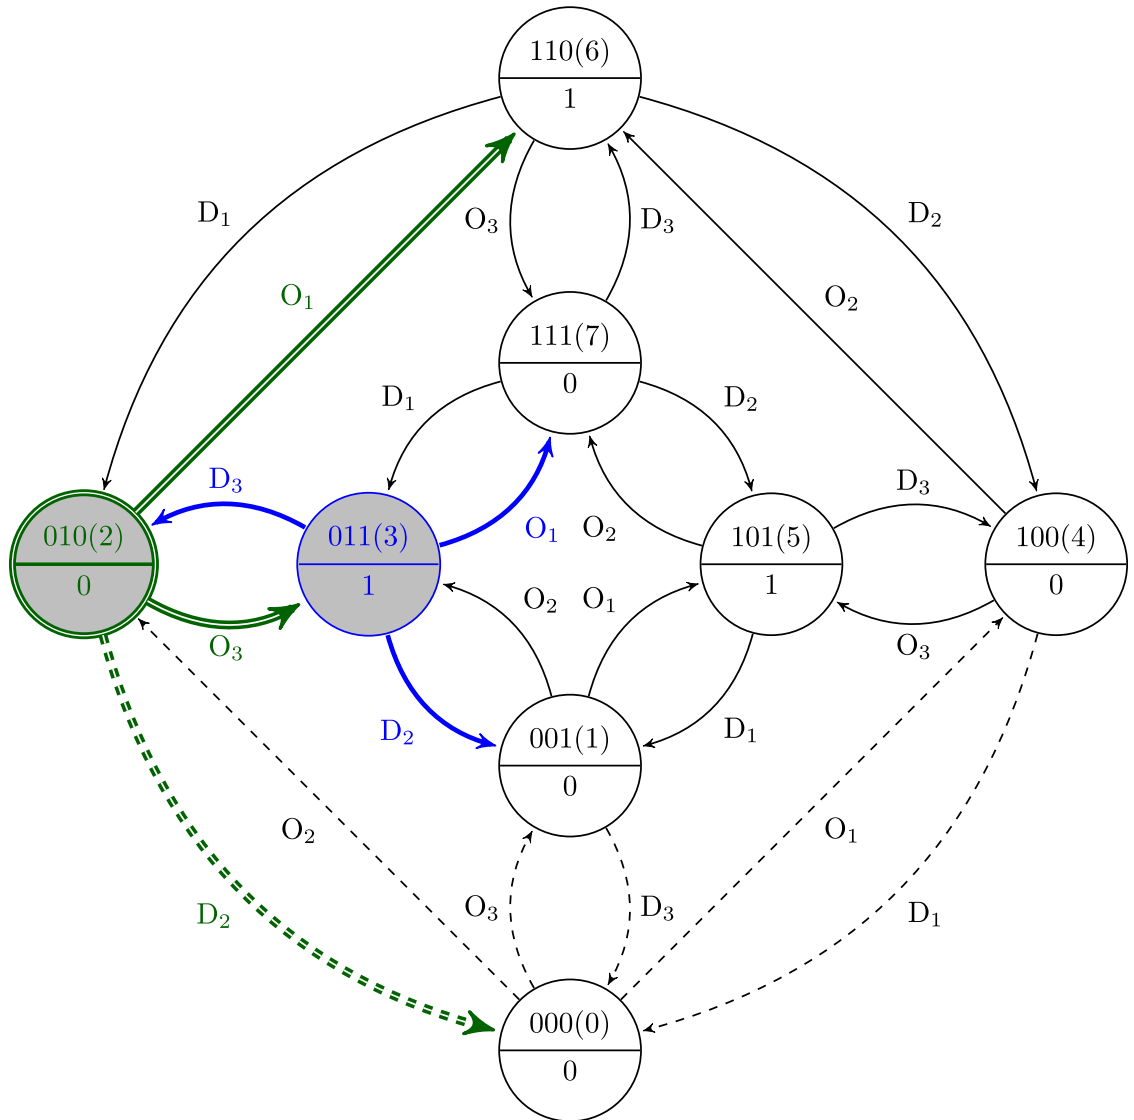 110(6)
1
D₁
O₃
D₃
D₂
O₁
O₂
111(7)
0
D₁
D₂
D₃
D₃
010(2)
0
011(3)
1
O₁
O₂
101(5)
1
100(4)
0
O₂
O₁
O₃
O₃
D₂
D₁
001(1)
0
O₂
O₁
O₃
D₃
D₂
D₁
000(0)
0